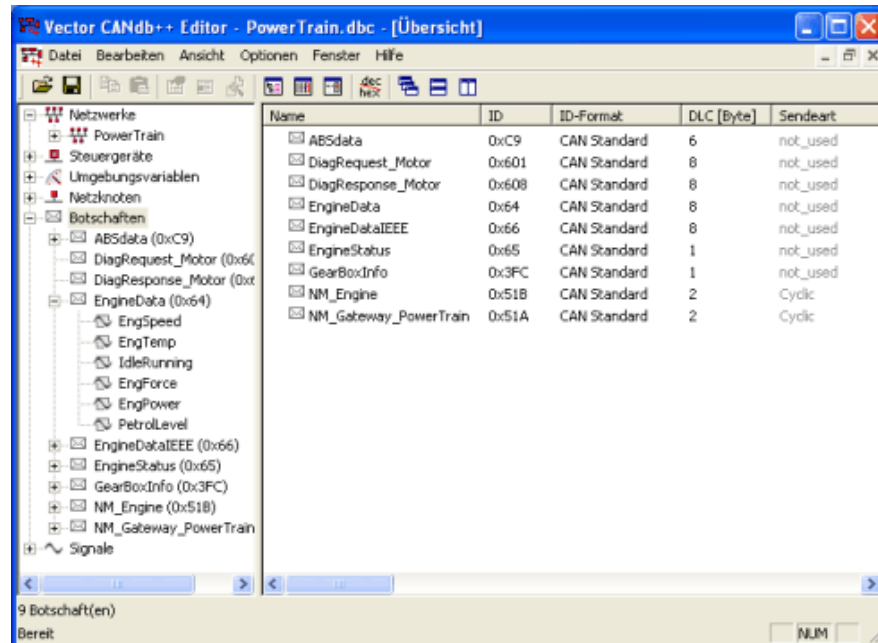 Vector CANdb++ Editor - PowerTrain.dbc - [Übersicht]
Datei Bearbeiten Ansicht Optionen Fenster Hilfe
dec
hex
Netzwerke
PowerTrain
Steuergeräte
Umgebungsvariablen
Netzknoten
Botschaften
ABSdata (0xC9)
DiagRequest_Motor (0x60
DiagResponse_Motor (0x
EngineData (0x64)
EngSpeed
EngTemp
IdleRunning
EngForce
EngPower
PetrolLevel
EngineDataIEEE (0x66)
EngineStatus (0x65)
GearBoxInfo (0x3FC)
NM_Engine (0x51B)
NM_Gateway_PowerTrain
Signale
Name ID ID-Format DLC [Byte] Sendeart
ABSdata 0xC9 CAN Standard 6 not_used
DiagRequest_Motor 0x601 CAN Standard 8 not_used
DiagResponse_Motor 0x608 CAN Standard 8 not_used
EngineData 0x64 CAN Standard 8 not_used
EngineDataIEEE 0x66 CAN Standard 8 not_used
EngineStatus 0x65 CAN Standard 1 not_used
GearBoxInfo 0x3FC CAN Standard 1 not_used
NM_Engine 0x51B CAN Standard 2 Cyclic
NM_Gateway_PowerTrain 0x51A CAN Standard 2 Cyclic
9 Botschaft(en)
Bereit NUM